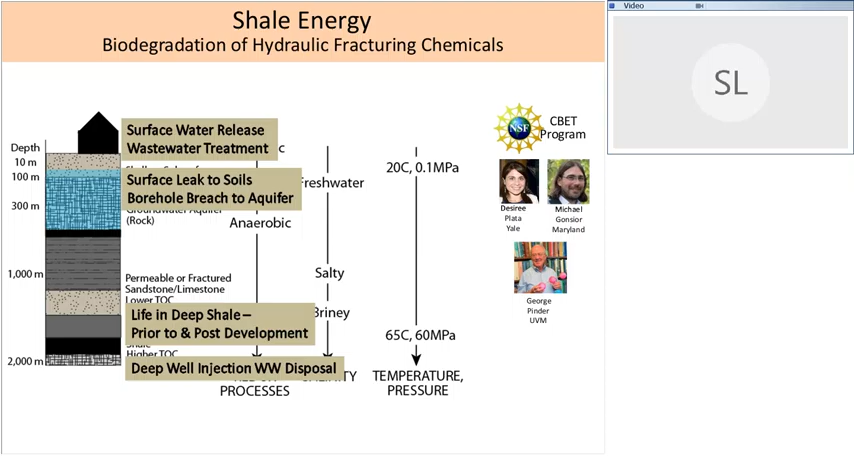 Shale Energy
Biodegradation of Hydraulic Fracturing Chemicals
Video
SL
NSF
CBET
Program
Depth
10 m
100 m
300 m
1,000 m
2,000 m
Surface Water Release
Wastewater Treatment
Surface Leak to Soils
Borehole Breach to Aquifer
Groundwater Aquifer
(Rock)
Anaerobic
Permeable or Fractured
Sandstone/Limestone
Lower TOC
Life in Deep Shale –
Prior to & Post Development
Higher TOC
Deep Well Injection WW Disposal
PROCESSES
Freshwater
Salty
Briney
20C, 0.1MPa
65C, 60MPa
TEMPERATURE,
PRESSURE
Desiree
Plata
Yale
Michael
Gonsior
Maryland
George
Pinder
UVM